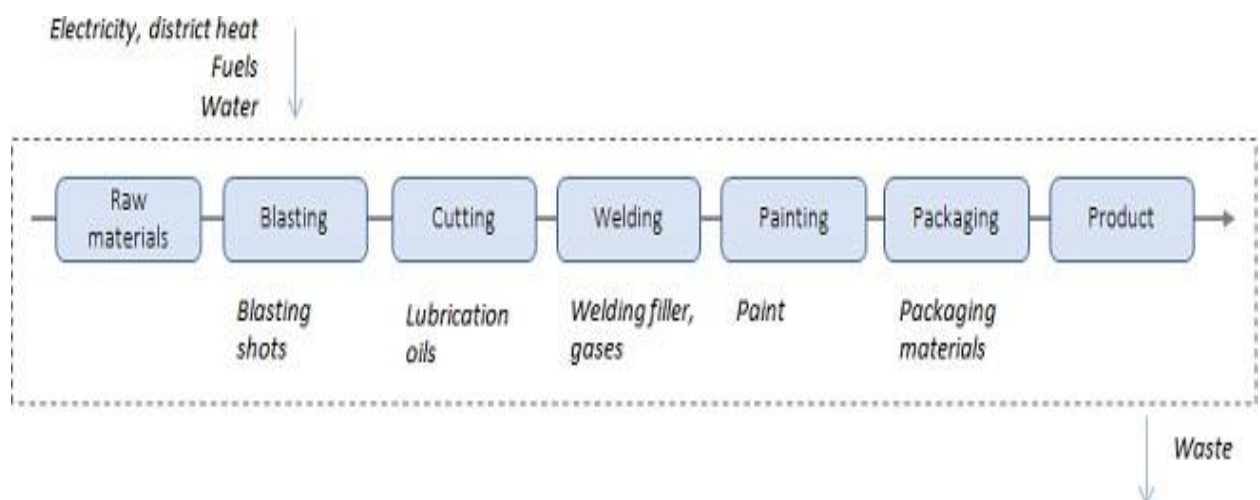 Electricity, district heat
Fuels
Water
Raw
materials
Blasting
Cutting
Welding
Painting
Packaging
Product
Blasting
shots
Lubrication
oils
Welding filler,
gases
Paint
Packaging
materials
Waste